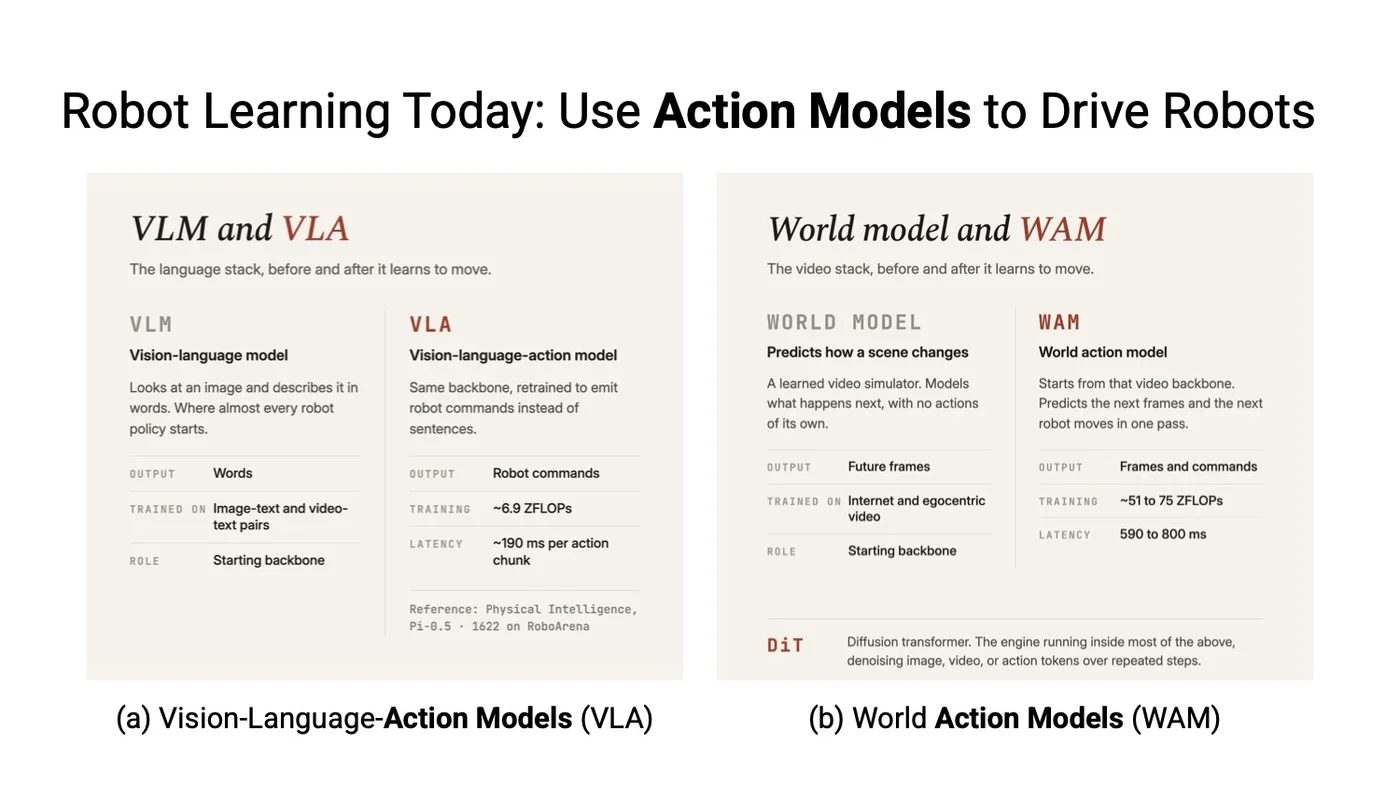 Robot Learning Today: Use Action Models to Drive Robots
VLM and VLA
The language stack, before and after it learns to move.
VLM
Vision-language model
Looks at an image and describes it in
words. Where almost every robot
policy starts.
OUTPUT Words
TRAINED ON Image-text and video-
text pairs
ROLE Starting backbone
VLA
Vision-language-action model
Same backbone, retrained to emit
robot commands instead of
sentences.
OUTPUT Robot commands
TRAINING ~6.9 ZFLOPs
LATENCY ~190 ms per action
chunk
Reference: Physical Intelligence,
Pi-0.5 · 1622 on RoboArena
(a) Vision-Language-Action Models (VLA)
World model and WAM
The video stack, before and after it learns to move.
WORLD MODEL
Predicts how a scene changes
A learned video simulator. Models
what happens next, with no actions
of its own.
OUTPUT Future frames
TRAINED ON Internet and egocentric
video
ROLE Starting backbone
WAM
World action model
Starts from that video backbone.
Predicts the next frames and the next
robot moves in one pass.
OUTPUT Frames and commands
TRAINING ~51 to 75 ZFLOPs
LATENCY 590 to 800 ms
DiT Diffusion transformer. The engine running inside most of the above,
denoising image, video, or action tokens over repeated steps.
(b) World Action Models (WAM)